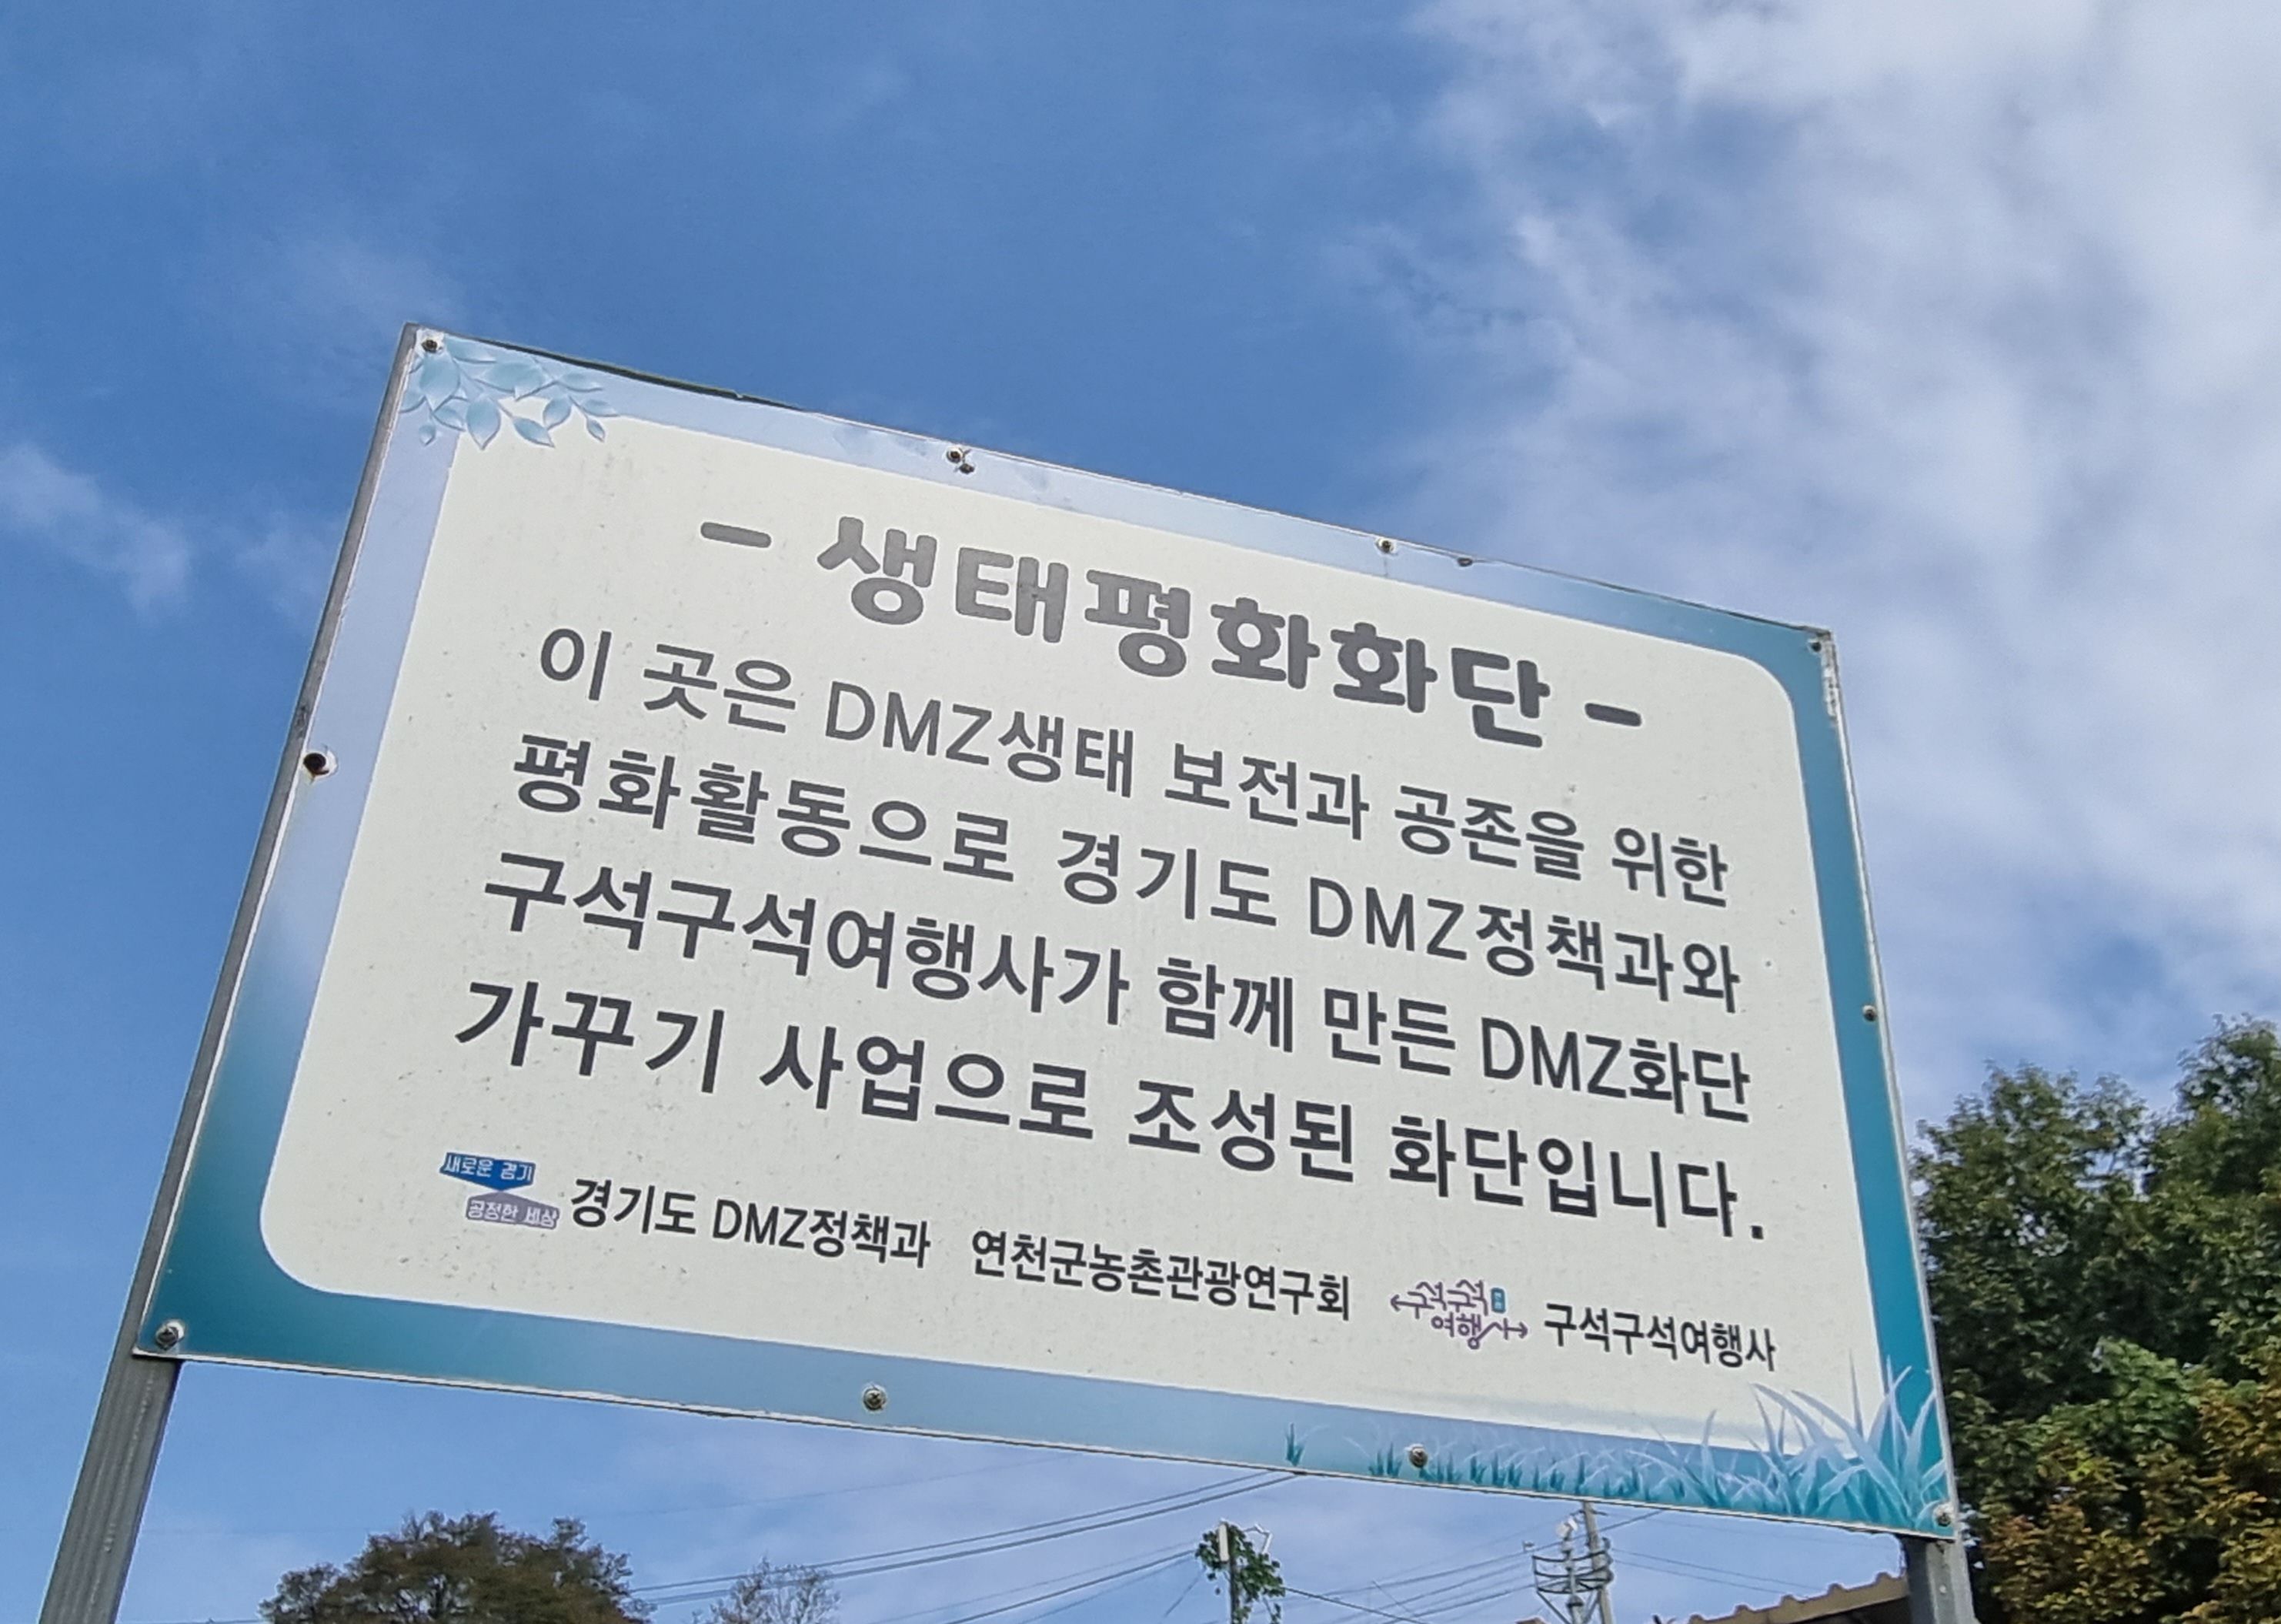 - 생태평화화단 -
이 곳은 DMZ생태 보전과 공존을 위한
평화활동으로 경기도 DMZ정책과와
구석구석여행사가 함께 만든 DMZ화단
가꾸기 사업으로 조성된 화단입니다.
새로운 경기
공정한 세상
경기도 DMZ정책과 연천군농촌관광연구회
구석구석
여행사
구석구석여행사